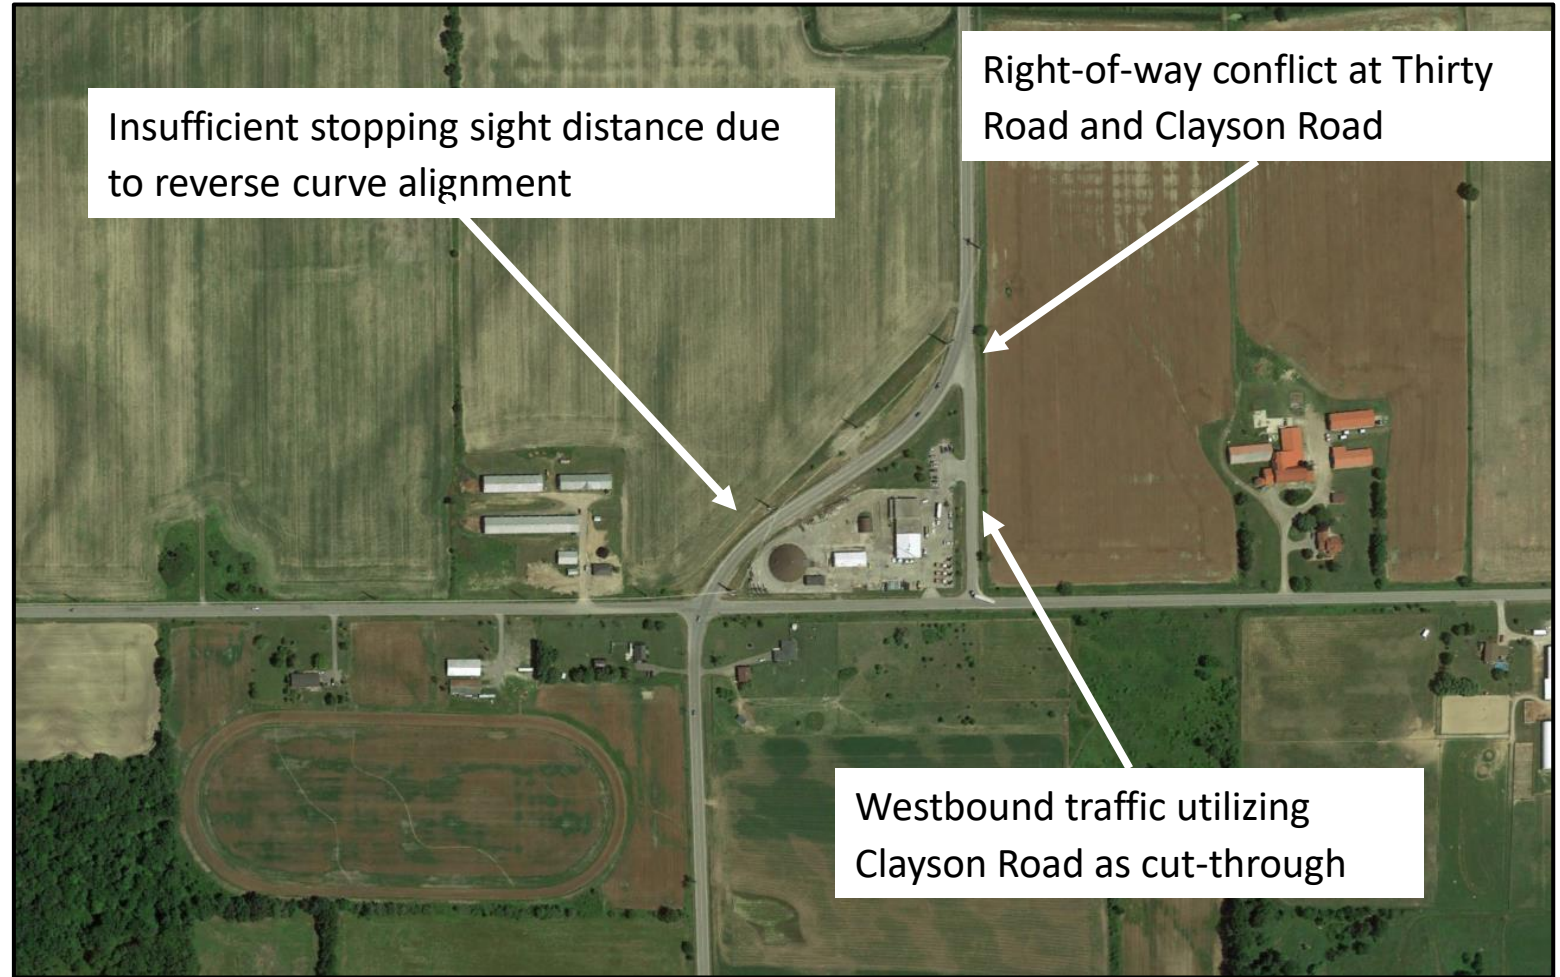 Insufficient stopping sight distance due
to reverse curve alignment
Right-of-way conflict at Thirty
Road and Clayson Road
Westbound traffic utilizing
Clayson Road as cut-through